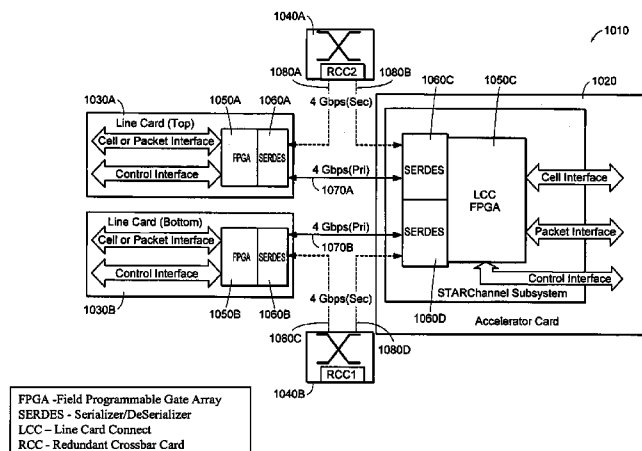 1040A
1010
RCC2
1080A
1080B
1020
1060C
1050C
1030A
1050A
1060A
4 Gbps(Sec)
Line Card (Top)
Cell or Packet Interface
FPGA
SERDES
Control Interface
4 Gbps(Pri)
1070A
SERDES
LCC
FPGA
Cell Interface
Line Card (Bottom)
4 Gbps(Pri)
1070B
SERDES
Packet Interface
Cell or Packet Interface
FPGA
SERDES
Control Interface
4 Gbps(Sec)
Control Interface
STARChannel Subsystem
1030B
1050B
1060B
1060C
1080D
1060D
Accelerator Card
1040B
RCC1
FPGA -Field Programmable Gate Array
SERDES - Serializer/DeSerializer
LCC – Line Card Connect
RCC - Redundant Crossbar Card